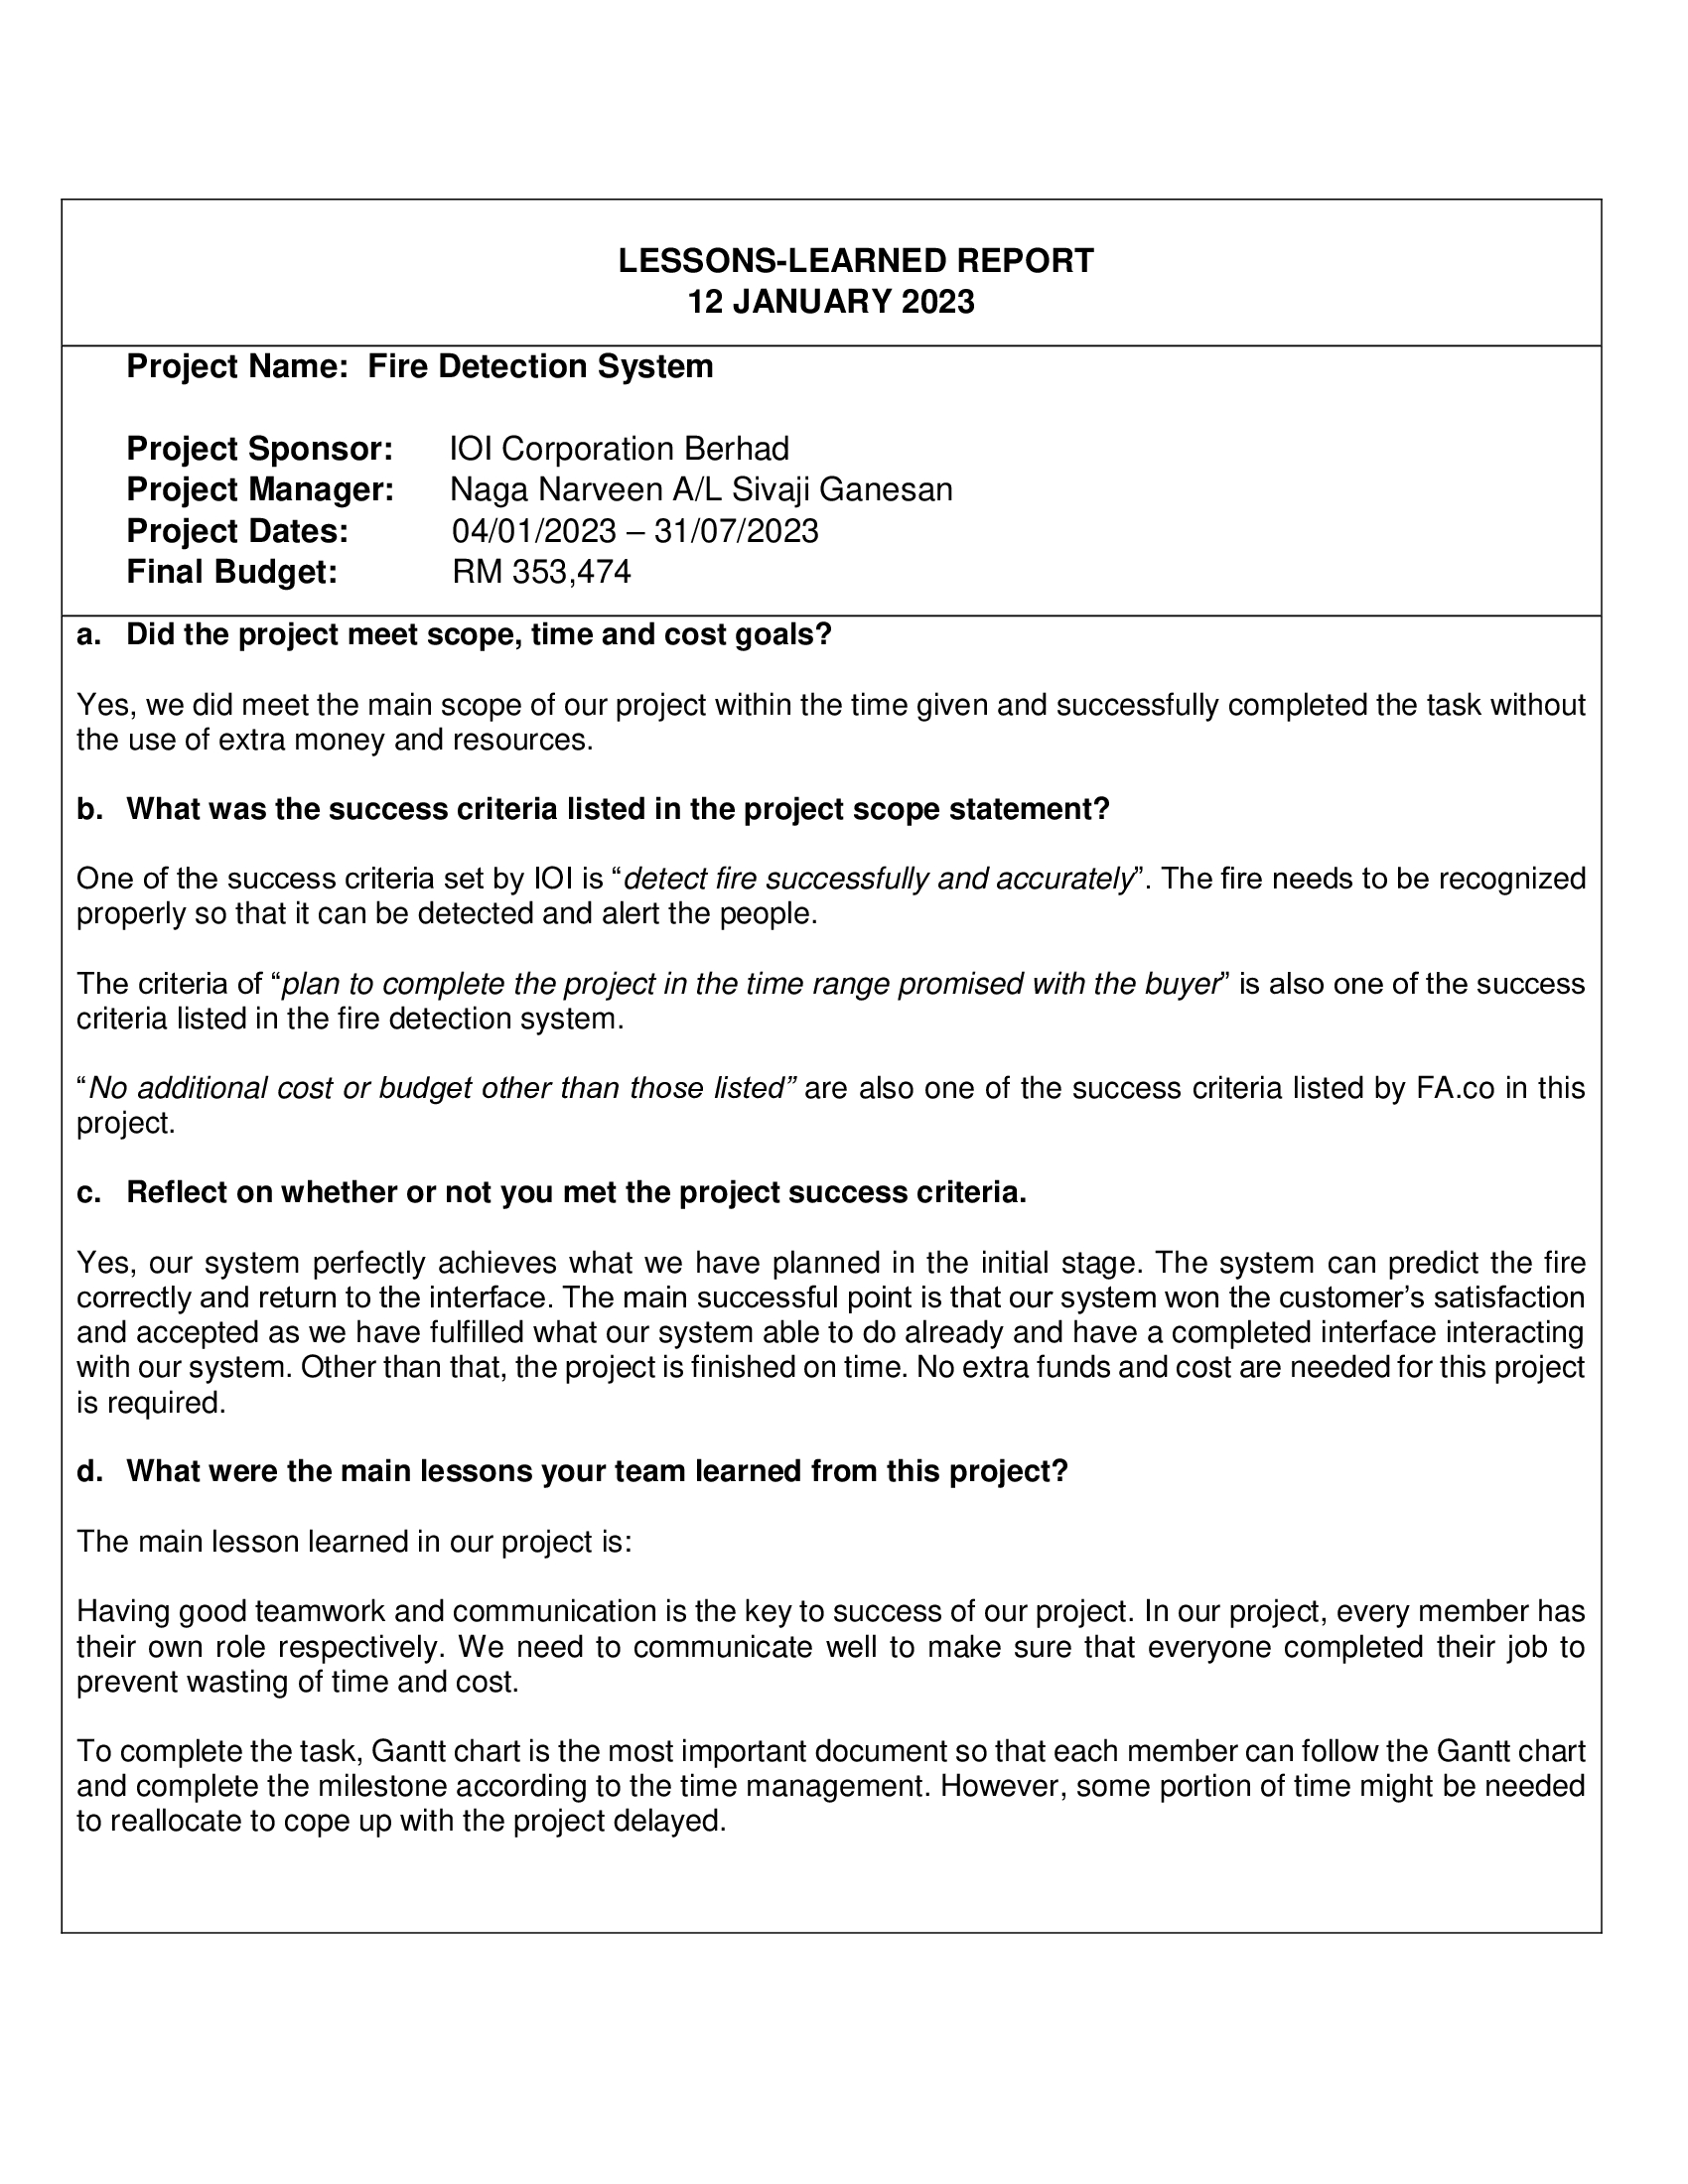 LESSONS-LEARNED REPORT
12 JANUARY 2023
Project Name: Fire Detection System
Project Sponsor: IOI Corporation Berhad
Project Manager: Naga Narveen A/L Sivaji Ganesan
Project Dates: 04/01/2023 – 31/07/2023
Final Budget: RM 353,474
a. Did the project meet scope, time and cost goals?
Yes, we did meet the main scope of our project within the time given and successfully completed the task without
the use of extra money and resources.
b. What was the success criteria listed in the project scope statement?
One of the success criteria set by IOI is “detect fire successfully and accurately”. The fire needs to be recognized
properly so that it can be detected and alert the people.
The criteria of “plan to complete the project in the time range promised with the buyer” is also one of the success
criteria listed in the fire detection system.
“No additional cost or budget other than those listed” are also one of the success criteria listed by FA.co in this
project.
c. Reflect on whether or not you met the project success criteria.
Yes, our system perfectly achieves what we have planned in the initial stage. The system can predict the fire
correctly and return to the interface. The main successful point is that our system won the customer’s satisfaction
and accepted as we have fulfilled what our system able to do already and have a completed interface interacting
with our system. Other than that, the project is finished on time. No extra funds and cost are needed for this project
is required.
d. What were the main lessons your team learned from this project?
The main lesson learned in our project is:
Having good teamwork and communication is the key to success of our project. In our project, every member has
their own role respectively. We need to communicate well to make sure that everyone completed their job to
prevent wasting of time and cost.
To complete the task, Gantt chart is the most important document so that each member can follow the Gantt chart
and complete the milestone according to the time management. However, some portion of time might be needed
to reallocate to cope up with the project delayed.